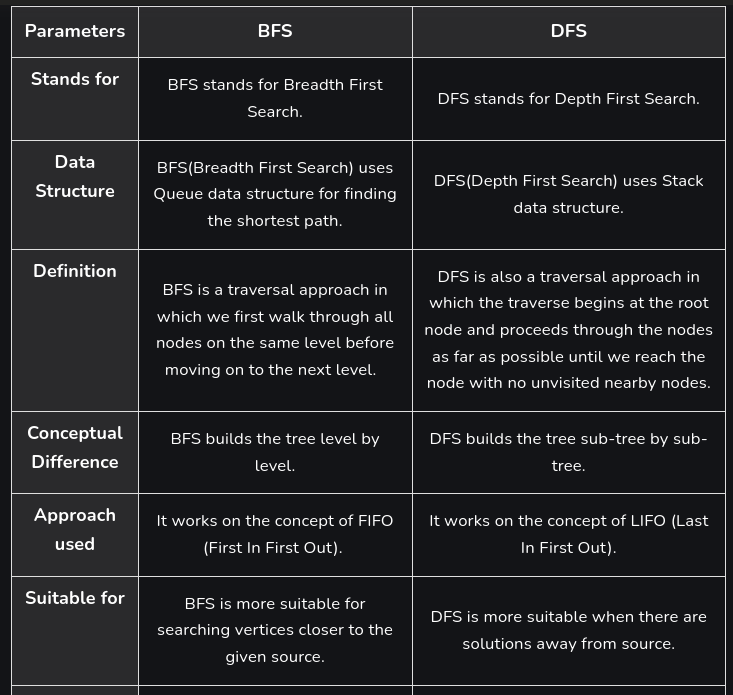 Parameters BFS DFS
Stands for
BFS stands for Breadth First
Search.
DFS stands for Depth First Search.
Data
Structure
BFS(Breadth First Search) uses
Queue data structure for finding
the shortest path.
DFS(Depth First Search) uses Stack
data structure.
Definition
BFS is a traversal approach in
which we first walk through all
nodes on the same level before
moving on to the next level.
DFS is also a traversal approach in
which the traverse begins at the root
node and proceeds through the nodes
as far as possible until we reach the
node with no unvisited nearby nodes.
Conceptual
Difference
BFS builds the tree level by
level.
DFS builds the tree sub-tree by sub-
tree.
Approach
used
It works on the concept of FIFO
(First In First Out).
It works on the concept of LIFO (Last
In First Out).
Suitable for
BFS is more suitable for
searching vertices closer to the
given source.
DFS is more suitable when there are
solutions away from source.